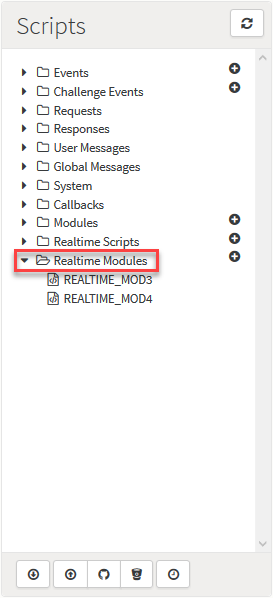 Scripts
Events
Challenge Events
Requests
Responses
User Messages
Global Messages
System
Callbacks
Modules
Realtime Scripts
Realtime Modules
REALTIME_MOD3
REALTIME_MOD4